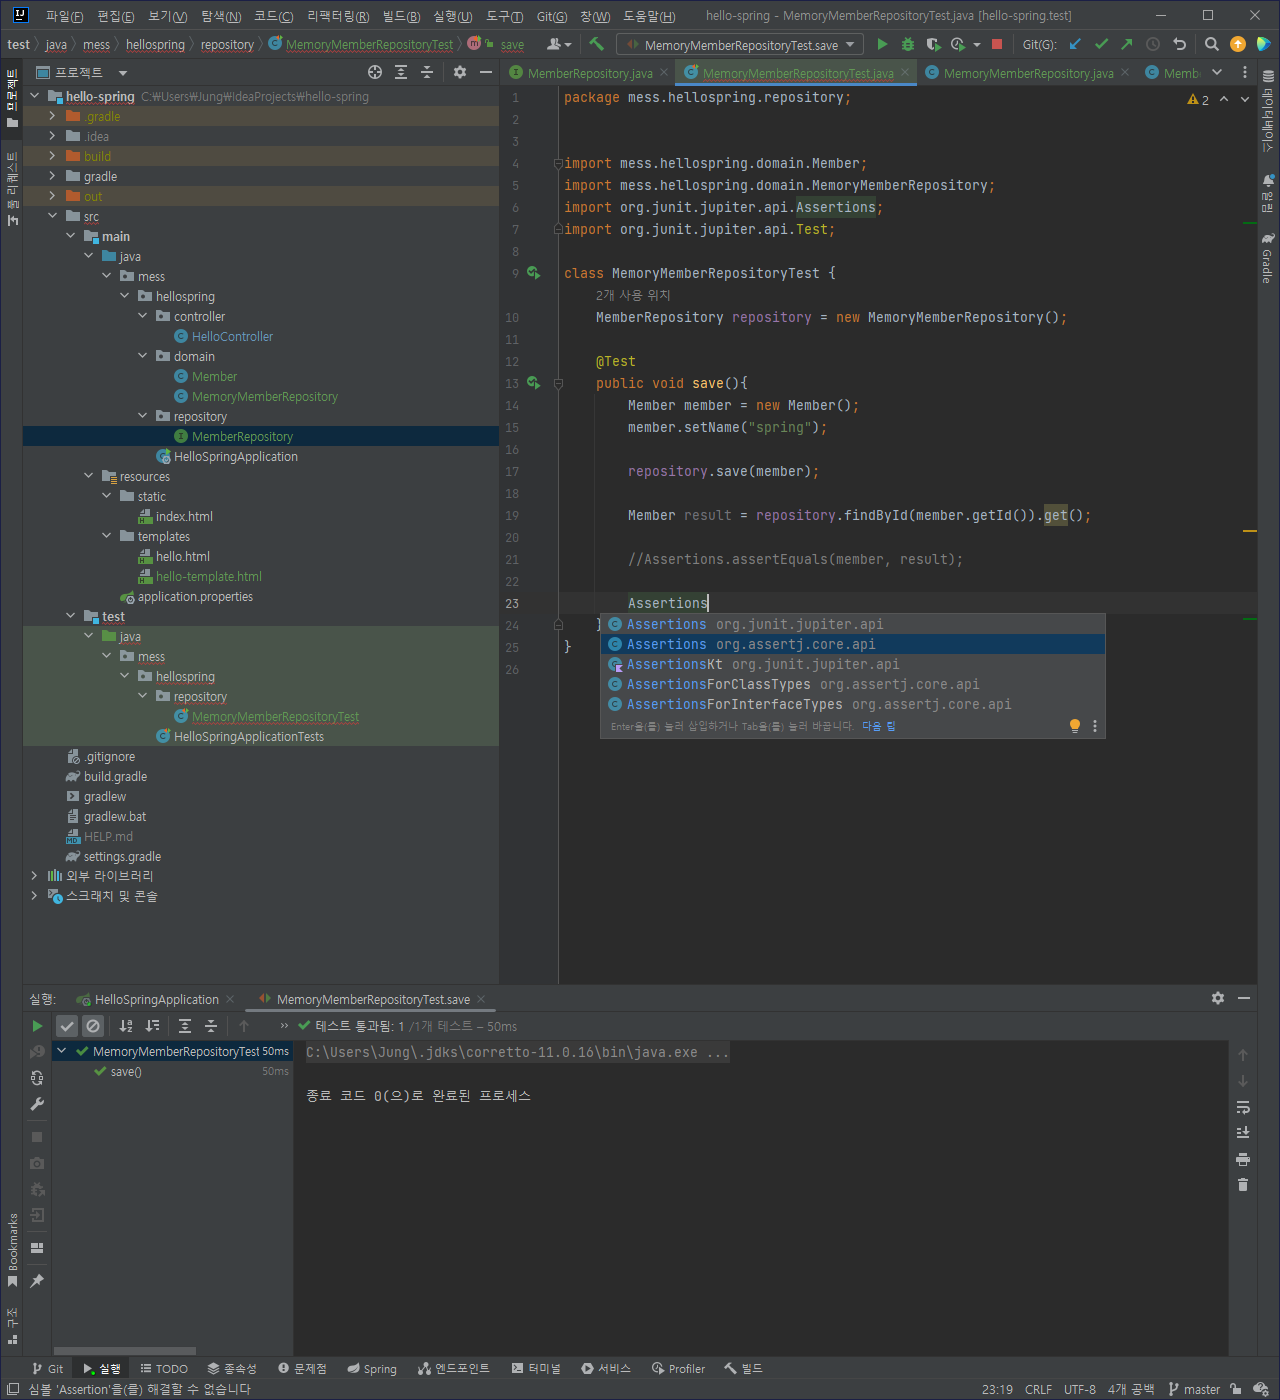 파일(F) 편집(E) 보기(V) 탐색(N) 코드(C) 리팩터링(R) 빌드(B) 실행(U) 도구(T) Git(G) 창(W) 도움말(H) hello-spring - MemoryMemberRepositoryTest.java [hello-spring.test]
test java mess hellospring repository MemoryMemberRepositoryTest save MemoryMemberRepositoryTest.save Git(G):
프로젝트
MemberRepository.java MemoryMemberRepositoryTest.java MemoryMemberRepository.java Memb
프로젝트
풀 리퀘스트
Bookmarks
구조
hello-spring C:₩Users₩Jung₩IdeaProjects₩hello-spring
.gradle
.idea
build
gradle
out
src
main
java
mess
hellospring
controller
HelloController
domain
Member
MemoryMemberRepository
repository
MemberRepository
HelloSpringApplication
resources
static
index.html
templates
hello.html
hello-template.html
application.properties
test
java
mess
hellospring
repository
MemoryMemberRepositoryTest
HelloSpringApplicationTests
.gitignore
build.gradle
gradlew
gradlew.bat
HELP.md
settings.gradle
외부 라이브러리
스크래치 및 콘솔
1 package mess.hellospring.repository;
2
3
4 import mess.hellospring.domain.Member;
5 import mess.hellospring.domain.MemoryMemberRepository;
6 import org.junit.jupiter.api.Assertions;
7 import org.junit.jupiter.api.Test;
8
9 class MemoryMemberRepositoryTest {
2개 사용 위치
10 MemberRepository repository = new MemoryMemberRepository();
11
12 @Test
13 public void save(){
14 Member member = new Member();
15 member.setName("spring");
16
17 repository.save(member);
18
19 Member result = repository.findById(member.getId()).get();
20
21 //Assertions.assertEquals(member, result);
22
23 Assertions
24 }
25 }
26
2
Assertions org.junit.jupiter.api
Assertions org.assertj.core.api
AssertionsKt org.junit.jupiter.api
AssertionsForClassTypes org.assertj.core.api
AssertionsForInterfaceTypes org.assertj.core.api
Enter을(를) 눌러 삽입하거나 Tab을(를) 눌러 바꿉니다. 다음 팁
데이터베이스
알림
Gradle
실행: HelloSpringApplication MemoryMemberRepositoryTest.save
» 테스트 통과됨: 1 /1개 테스트 – 50ms
MemoryMemberRepositoryTest 50ms
save() 50ms
C:\Users\Jung\.jdks\corretto-11.0.16\bin\java.exe ...
종료 코드 0(으)로 완료된 프로세스
Git 실행 TODO 종속성 문제점 Spring 엔드포인트 터미널 서비스 Profiler 빌드
심볼 'Assertion'을(를) 해결할 수 없습니다 23:19 CRLF UTF-8 4개 공백 master